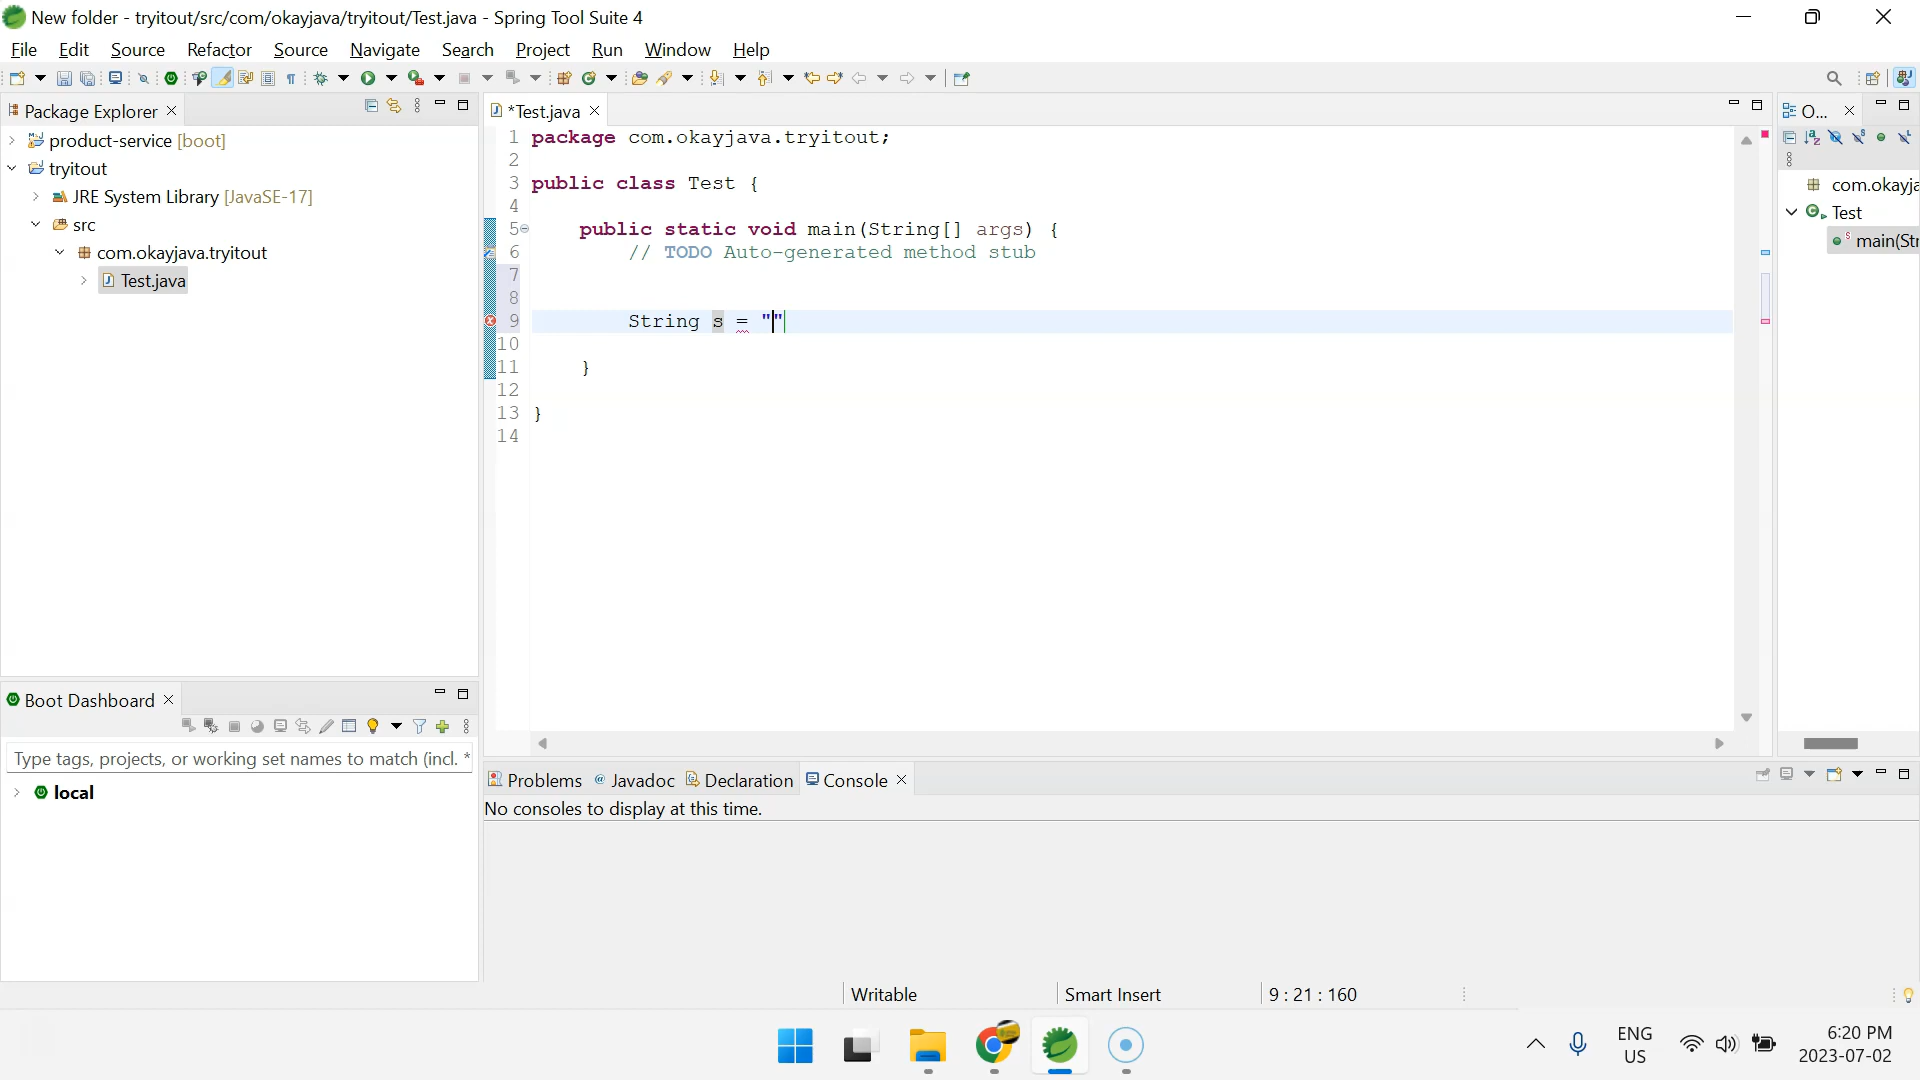 New folder - tryitout/src/com/okayjava/tryitout/Test.java - Spring Tool Suite 4
File Edit Source Refactor Source Navigate Search Project Run Window Help
Package Explorer
product-service [boot]
tryitout
JRE System Library [JavaSE-17]
src
com.okayjava.tryitout
Test.java
*Test.java
1 package com.okayjava.tryitout;
2
3 public class Test {
4
5 public static void main(String[] args) {
6 // TODO Auto-generated method stub
7
8
9 String s = ""
10
11 }
12
13 }
14
O...
com.okayja
Test
main(Str
Boot Dashboard
Type tags, projects, or working set names to match (incl. *
local
Problems Javadoc Declaration Console
No consoles to display at this time.
Writable Smart Insert 9 : 21 : 160
ENG
US
6:20 PM
2023-07-02